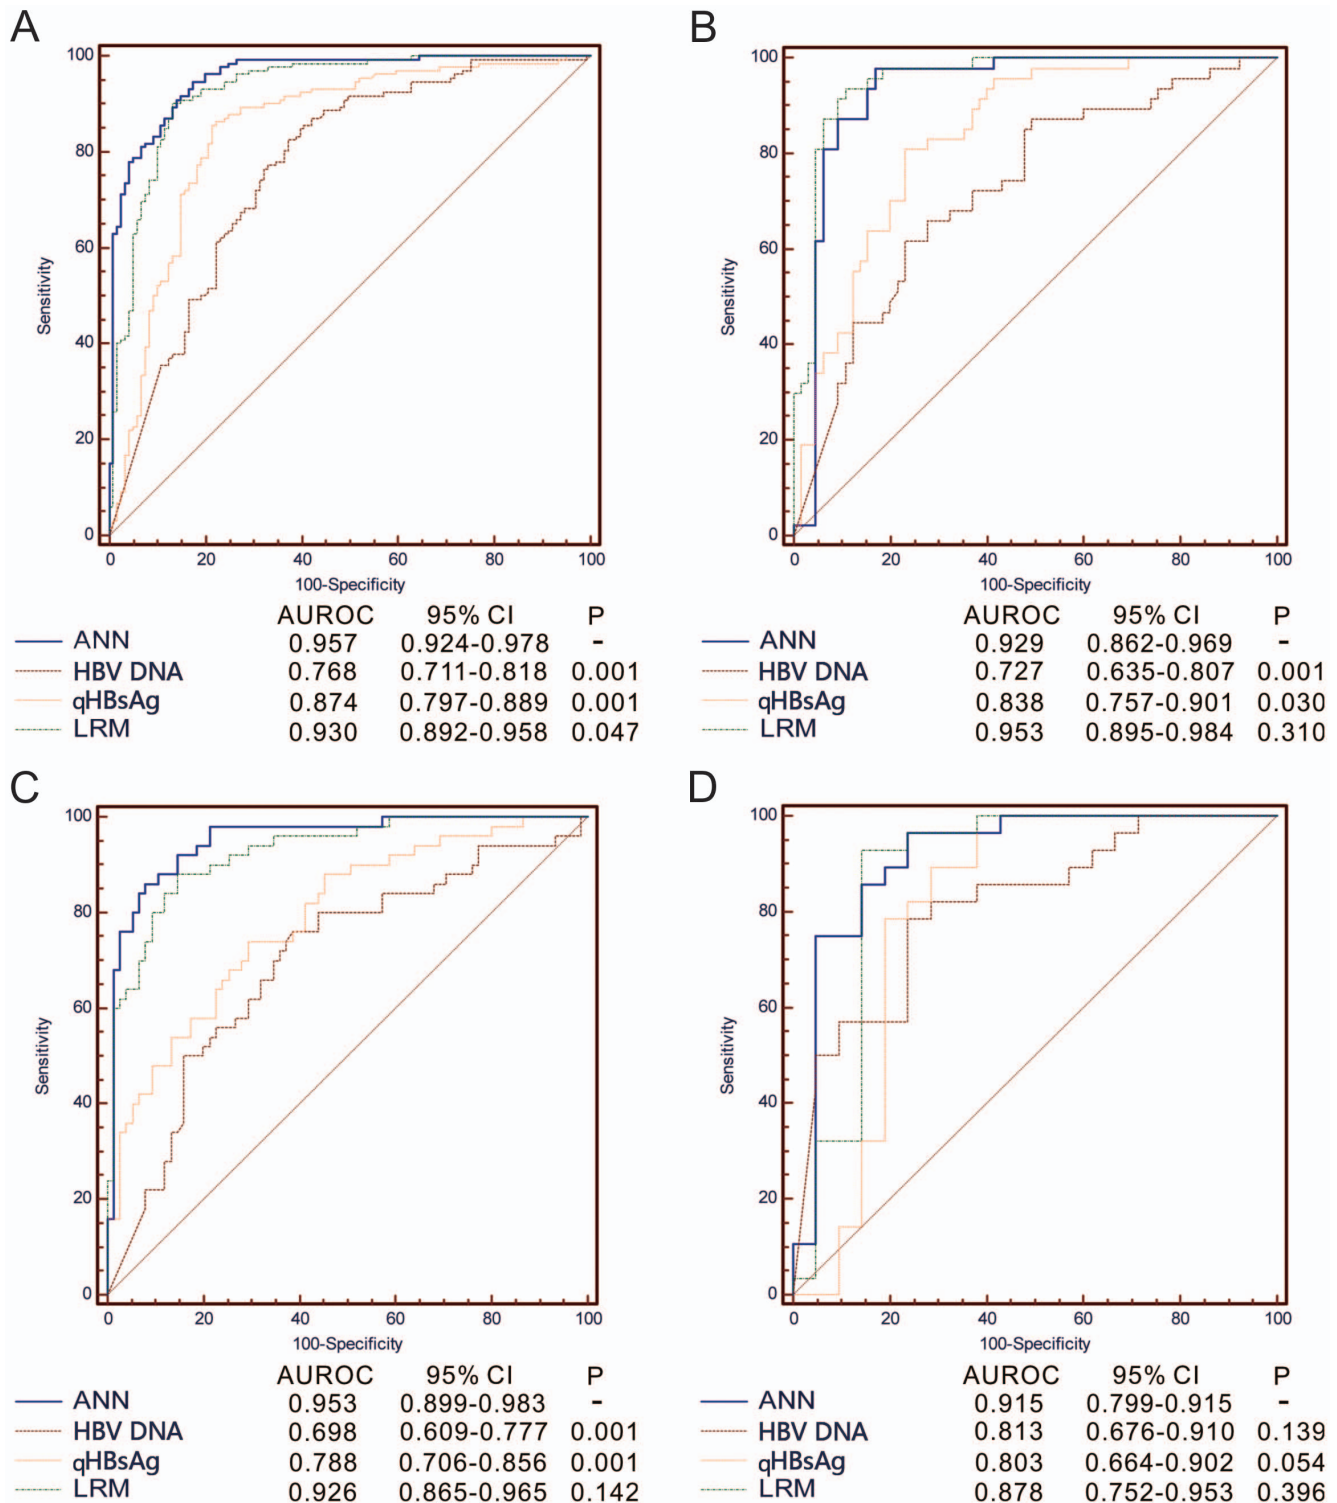 A
100
80
60
40
20
0
Sensitivity
0 20 40 60 80 100
100-Specificity
AUROC 95% CI P
ANN 0.957 0.924-0.978 -
HBV DNA 0.768 0.711-0.818 0.001
qHBsAg 0.874 0.797-0.889 0.001
LRM 0.930 0.892-0.958 0.047
B
100
80
60
40
20
0
Sensitivity
0 20 40 60 80 100
100-Specificity
AUROC 95% CI P
ANN 0.929 0.862-0.969 -
HBV DNA 0.727 0.635-0.807 0.001
qHBsAg 0.838 0.757-0.901 0.030
LRM 0.953 0.895-0.984 0.310
C
100
80
60
40
20
0
Sensitivity
0 20 40 60 80 100
100-Specificity
AUROC 95% CI P
ANN 0.953 0.899-0.983 -
HBV DNA 0.698 0.609-0.777 0.001
qHBsAg 0.788 0.706-0.856 0.001
LRM 0.926 0.865-0.965 0.142
D
100
80
60
40
20
0
Sensitivity
0 20 40 60 80 100
100-Specificity
AUROC 95% CI P
ANN 0.915 0.799-0.915 -
HBV DNA 0.813 0.676-0.910 0.139
qHBsAg 0.803 0.664-0.902 0.054
LRM 0.878 0.752-0.953 0.396